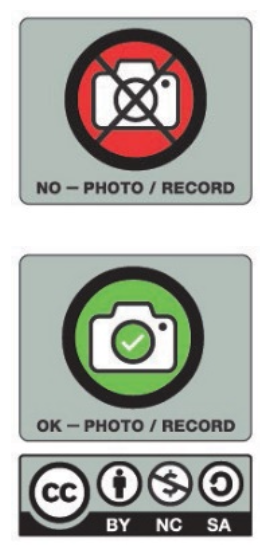 NO – PHOTO / RECORD
OK – PHOTO / RECORD
cc
BY NC SA